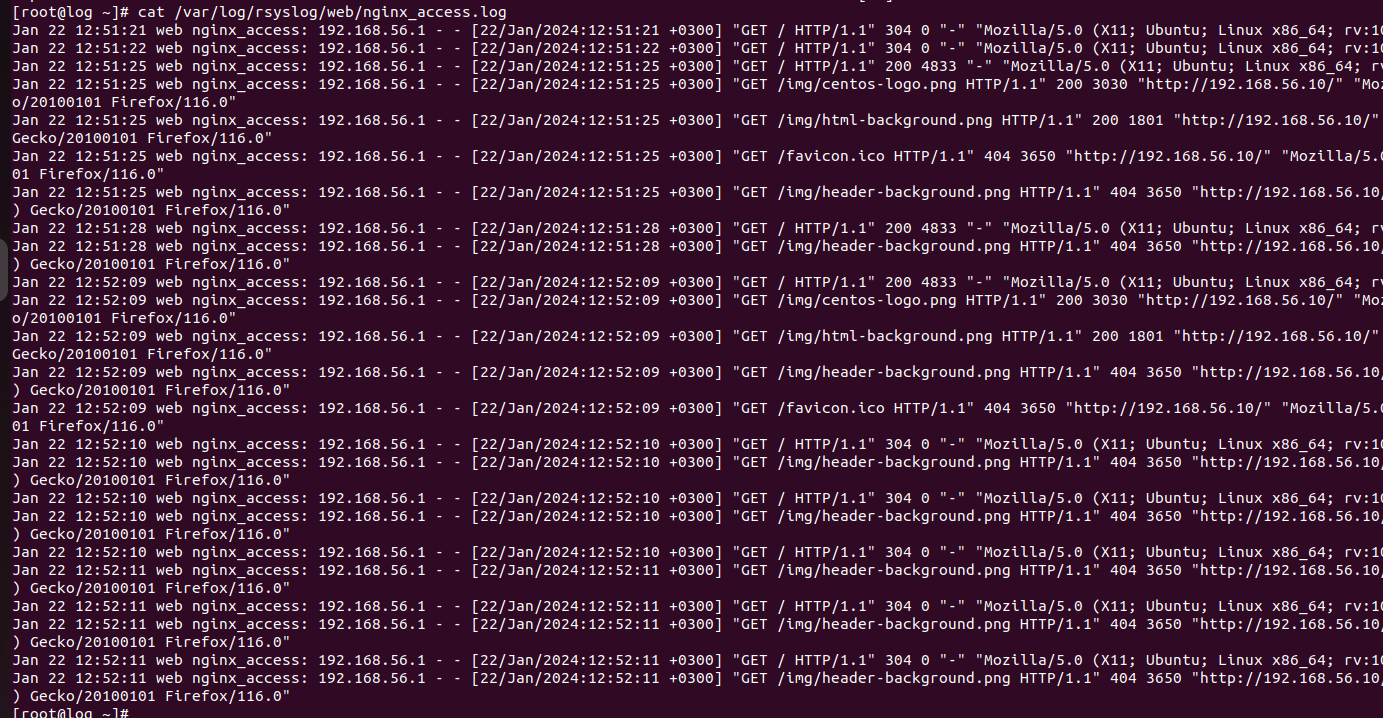 [root@log ~]# cat /var/log/rsyslog/web/nginx_access.log
Jan 22 12:51:21 web nginx_access: 192.168.56.1 - - [22/Jan/2024:12:51:21 +0300] "GET / HTTP/1.1" 304 0 "-" "Mozilla/5.0 (X11; Ubuntu; Linux x86_64; rv:10
Jan 22 12:51:22 web nginx_access: 192.168.56.1 - - [22/Jan/2024:12:51:22 +0300] "GET / HTTP/1.1" 304 0 "-" "Mozilla/5.0 (X11; Ubuntu; Linux x86_64; rv:10
Jan 22 12:51:25 web nginx_access: 192.168.56.1 - - [22/Jan/2024:12:51:25 +0300] "GET / HTTP/1.1" 200 4833 "-" "Mozilla/5.0 (X11; Ubuntu; Linux x86_64; rv
Jan 22 12:51:25 web nginx_access: 192.168.56.1 - - [22/Jan/2024:12:51:25 +0300] "GET /img/centos-logo.png HTTP/1.1" 200 3030 "http://192.168.56.10/" "Moz
o/20100101 Firefox/116.0"
Jan 22 12:51:25 web nginx_access: 192.168.56.1 - - [22/Jan/2024:12:51:25 +0300] "GET /img/html-background.png HTTP/1.1" 200 1801 "http://192.168.56.10/"
Gecko/20100101 Firefox/116.0"
Jan 22 12:51:25 web nginx_access: 192.168.56.1 - - [22/Jan/2024:12:51:25 +0300] "GET /favicon.ico HTTP/1.1" 404 3650 "http://192.168.56.10/" "Mozilla/5.0
01 Firefox/116.0"
Jan 22 12:51:25 web nginx_access: 192.168.56.1 - - [22/Jan/2024:12:51:25 +0300] "GET /img/header-background.png HTTP/1.1" 404 3650 "http://192.168.56.10/
) Gecko/20100101 Firefox/116.0"
Jan 22 12:51:28 web nginx_access: 192.168.56.1 - - [22/Jan/2024:12:51:28 +0300] "GET / HTTP/1.1" 200 4833 "-" "Mozilla/5.0 (X11; Ubuntu; Linux x86_64; rv
Jan 22 12:51:28 web nginx_access: 192.168.56.1 - - [22/Jan/2024:12:51:28 +0300] "GET /img/header-background.png HTTP/1.1" 404 3650 "http://192.168.56.10/
) Gecko/20100101 Firefox/116.0"
Jan 22 12:52:09 web nginx_access: 192.168.56.1 - - [22/Jan/2024:12:52:09 +0300] "GET / HTTP/1.1" 200 4833 "-" "Mozilla/5.0 (X11; Ubuntu; Linux x86_64; rv
Jan 22 12:52:09 web nginx_access: 192.168.56.1 - - [22/Jan/2024:12:52:09 +0300] "GET /img/centos-logo.png HTTP/1.1" 200 3030 "http://192.168.56.10/" "Moz
o/20100101 Firefox/116.0"
Jan 22 12:52:09 web nginx_access: 192.168.56.1 - - [22/Jan/2024:12:52:09 +0300] "GET /img/html-background.png HTTP/1.1" 200 1801 "http://192.168.56.10/"
Gecko/20100101 Firefox/116.0"
Jan 22 12:52:09 web nginx_access: 192.168.56.1 - - [22/Jan/2024:12:52:09 +0300] "GET /img/header-background.png HTTP/1.1" 404 3650 "http://192.168.56.10/
) Gecko/20100101 Firefox/116.0"
Jan 22 12:52:09 web nginx_access: 192.168.56.1 - - [22/Jan/2024:12:52:09 +0300] "GET /favicon.ico HTTP/1.1" 404 3650 "http://192.168.56.10/" "Mozilla/5.0
01 Firefox/116.0"
Jan 22 12:52:10 web nginx_access: 192.168.56.1 - - [22/Jan/2024:12:52:10 +0300] "GET / HTTP/1.1" 304 0 "-" "Mozilla/5.0 (X11; Ubuntu; Linux x86_64; rv:10
Jan 22 12:52:10 web nginx_access: 192.168.56.1 - - [22/Jan/2024:12:52:10 +0300] "GET /img/header-background.png HTTP/1.1" 404 3650 "http://192.168.56.10/
) Gecko/20100101 Firefox/116.0"
Jan 22 12:52:10 web nginx_access: 192.168.56.1 - - [22/Jan/2024:12:52:10 +0300] "GET / HTTP/1.1" 304 0 "-" "Mozilla/5.0 (X11; Ubuntu; Linux x86_64; rv:10
Jan 22 12:52:10 web nginx_access: 192.168.56.1 - - [22/Jan/2024:12:52:10 +0300] "GET /img/header-background.png HTTP/1.1" 404 3650 "http://192.168.56.10/
) Gecko/20100101 Firefox/116.0"
Jan 22 12:52:10 web nginx_access: 192.168.56.1 - - [22/Jan/2024:12:52:10 +0300] "GET / HTTP/1.1" 304 0 "-" "Mozilla/5.0 (X11; Ubuntu; Linux x86_64; rv:10
Jan 22 12:52:11 web nginx_access: 192.168.56.1 - - [22/Jan/2024:12:52:11 +0300] "GET /img/header-background.png HTTP/1.1" 404 3650 "http://192.168.56.10/
) Gecko/20100101 Firefox/116.0"
Jan 22 12:52:11 web nginx_access: 192.168.56.1 - - [22/Jan/2024:12:52:11 +0300] "GET / HTTP/1.1" 304 0 "-" "Mozilla/5.0 (X11; Ubuntu; Linux x86_64; rv:10
Jan 22 12:52:11 web nginx_access: 192.168.56.1 - - [22/Jan/2024:12:52:11 +0300] "GET /img/header-background.png HTTP/1.1" 404 3650 "http://192.168.56.10/
) Gecko/20100101 Firefox/116.0"
Jan 22 12:52:11 web nginx_access: 192.168.56.1 - - [22/Jan/2024:12:52:11 +0300] "GET / HTTP/1.1" 304 0 "-" "Mozilla/5.0 (X11; Ubuntu; Linux x86_64; rv:10
Jan 22 12:52:11 web nginx_access: 192.168.56.1 - - [22/Jan/2024:12:52:11 +0300] "GET /img/header-background.png HTTP/1.1" 404 3650 "http://192.168.56.10/
) Gecko/20100101 Firefox/116.0"
[root@log ~]#